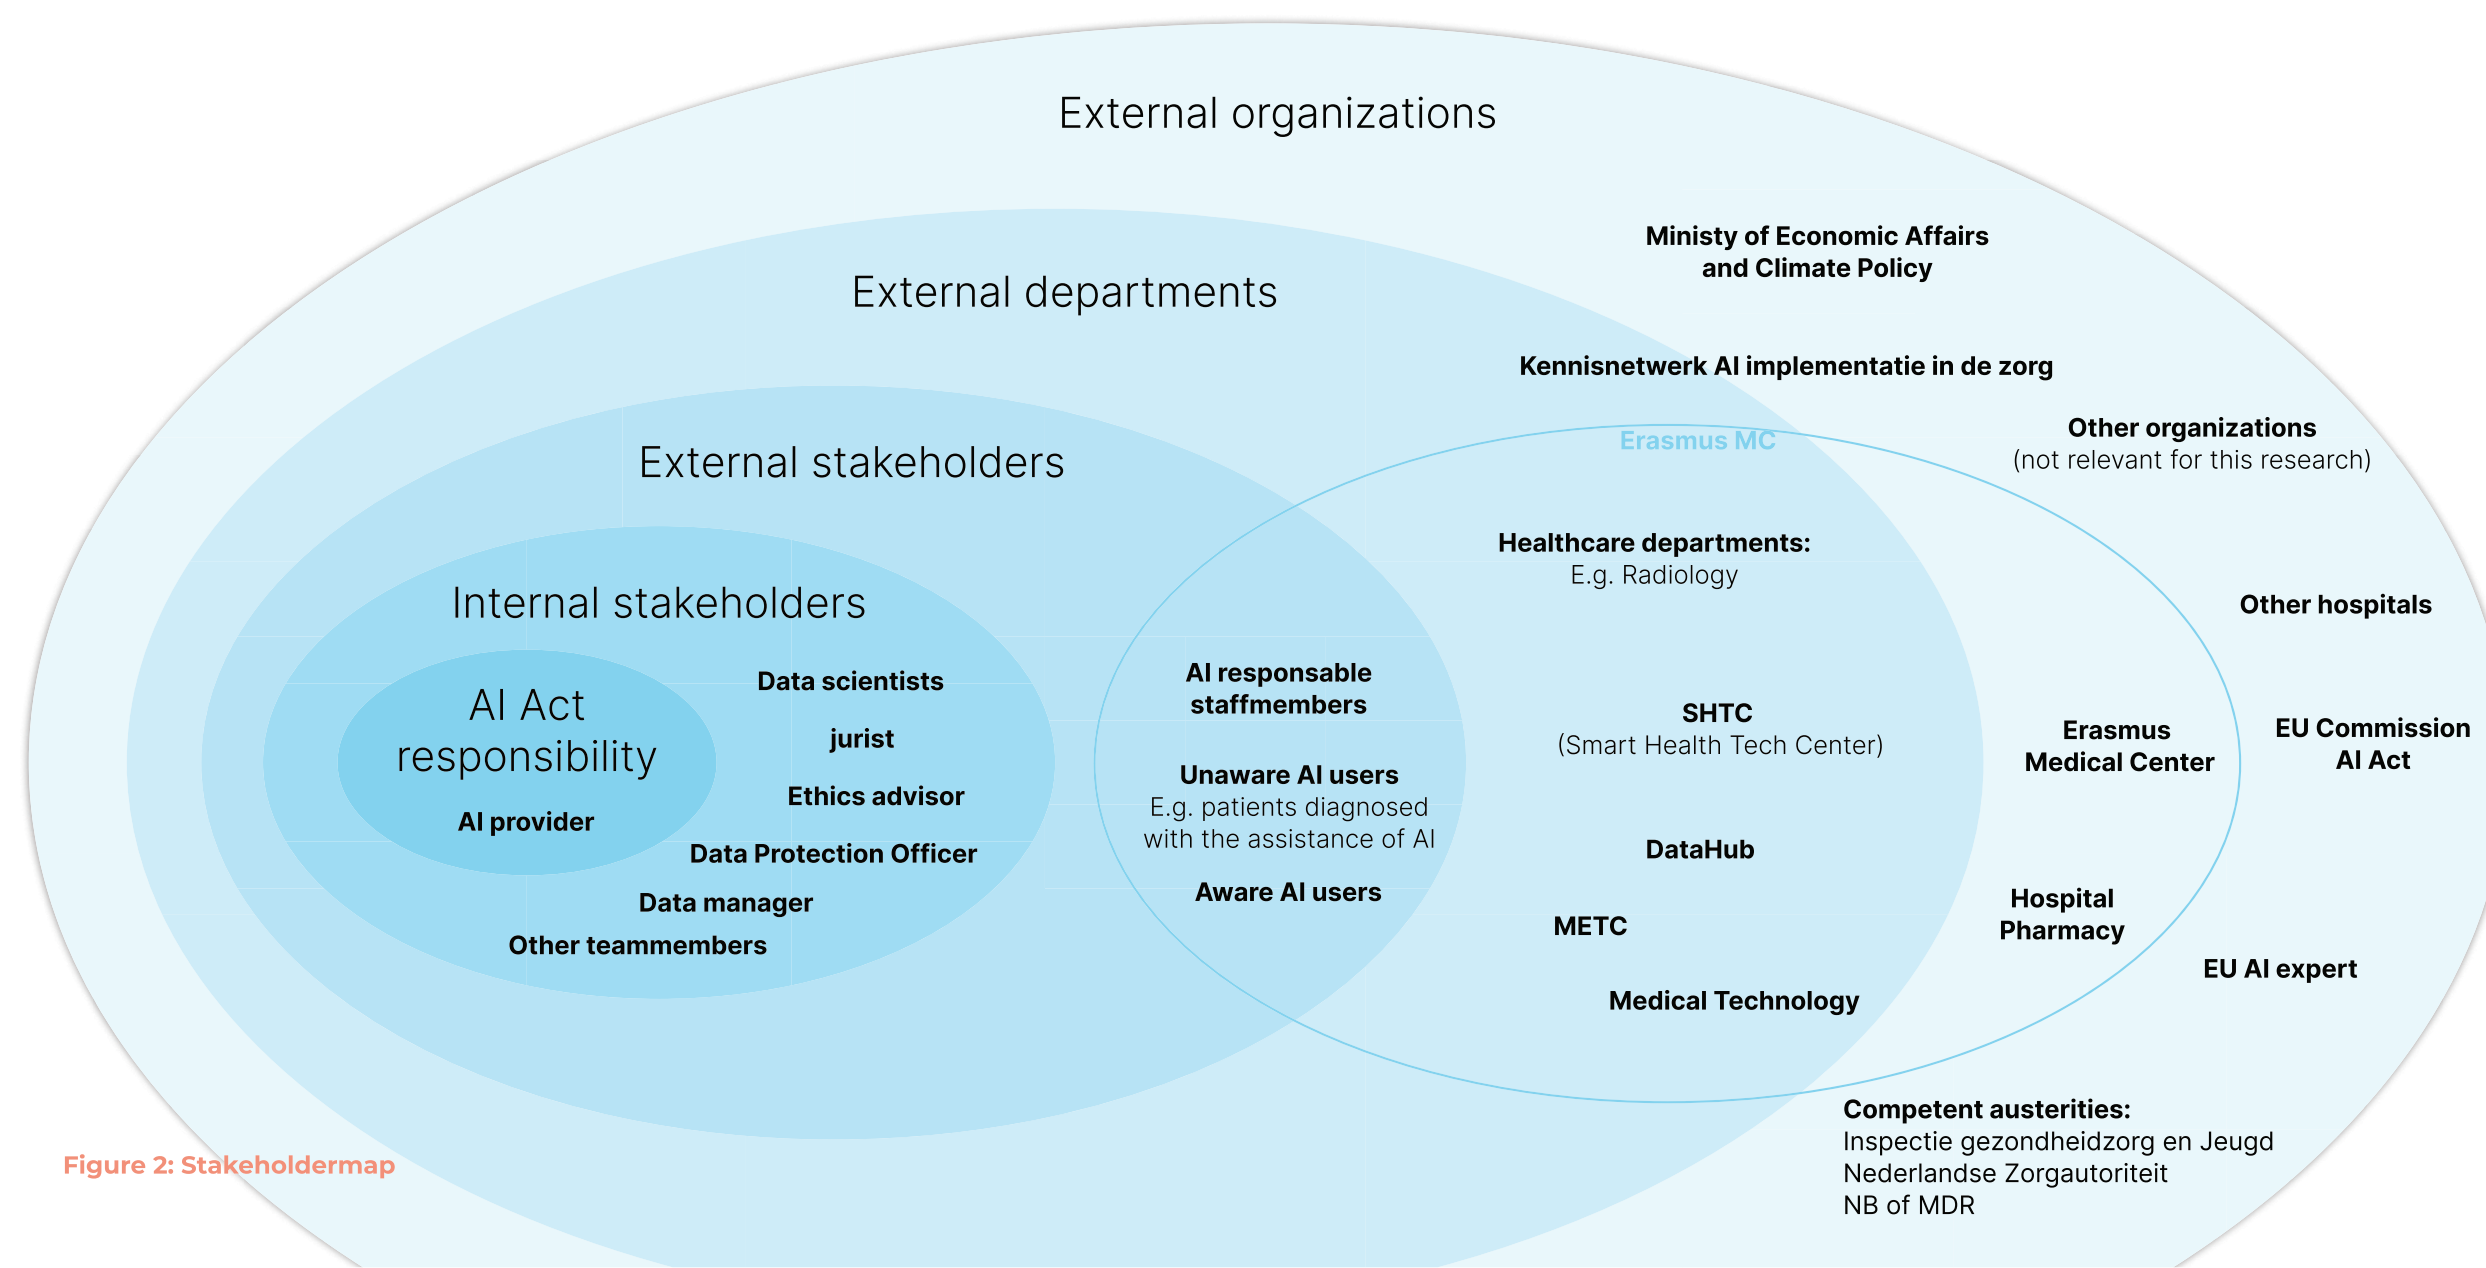 External organizations
Ministy of Economic Affairs
and Climate Policy
External departments
Kennisnetwerk AI implementatie in de zorg
Other organizations
(not relevant for this research)
Erasmus MC
External stakeholders
Healthcare departments:
E.g. Radiology
Other hospitals
Internal stakeholders
AI Act
responsibility
AI provider
Data scientists
jurist
Ethics advisor
Data Protection Officer
Data manager
Other teammembers
AI responsable
staffmembers
Unaware AI users
E.g. patients diagnosed
with the assistance of AI
Aware AI users
SHTC
(Smart Health Tech Center)
DataHub
METC
Medical Technology
Erasmus
Medical Center
Hospital
Pharmacy
EU Commission
AI Act
EU AI expert
Competent austerities:
Inspectie gezondheidzorg en Jeugd
Nederlandse Zorgautoriteit
NB of MDR
Figure 2: Stakeholdermap